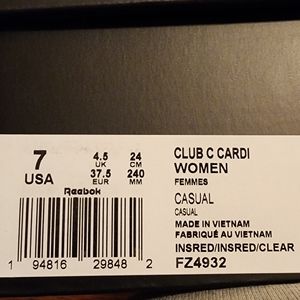 7
USA
4.5
UK
24
CM
37.5
EUR
240
MM
Reebok
1 94816 29848 2
CLUB C CARDI
WOMEN
FEMMES
CASUAL
CASUAL
MADE IN VIETNAM
FABRIQUÉ AU VIETNAM
INSRED/INSRED/CLEAR
FZ4932